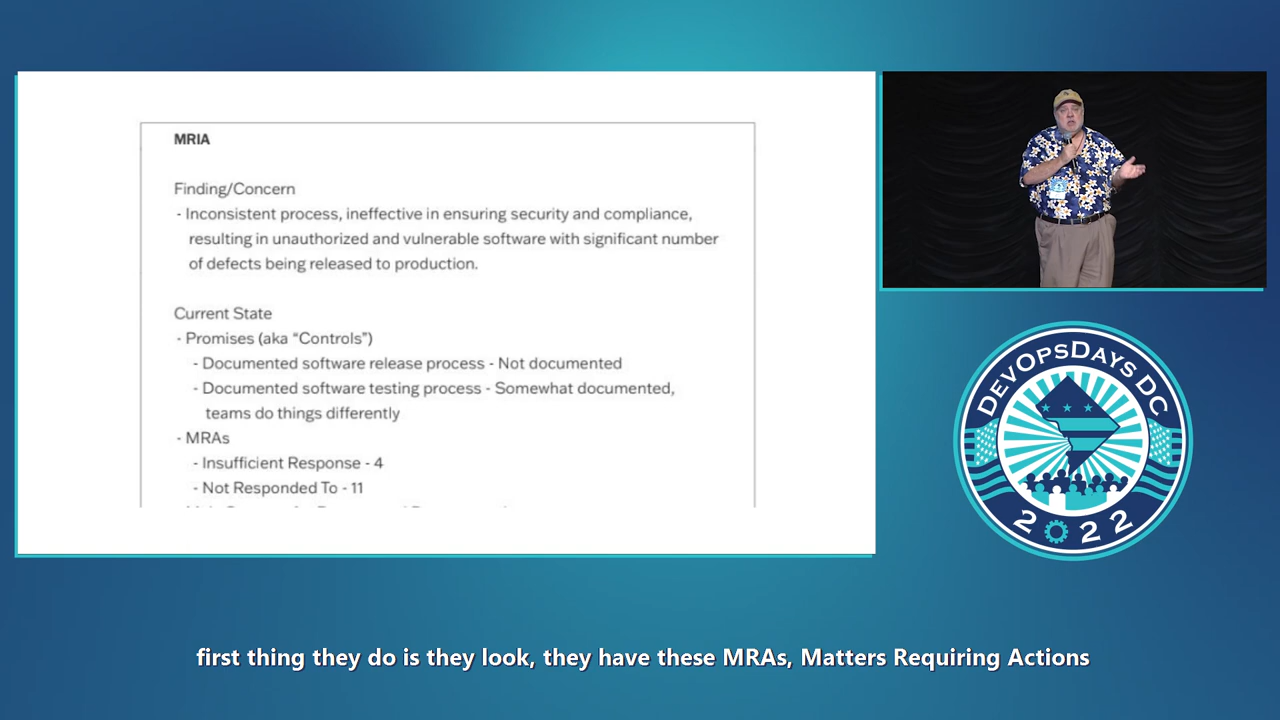 MRIA
Finding/Concern
- Inconsistent process, ineffective in ensuring security and compliance,
resulting in unauthorized and vulnerable software with significant number
of defects being released to production.
Current State
- Promises (aka “Controls”)
- Documented software release process - Not documented
- Documented software testing process - Somewhat documented,
teams do things differently
- MRAs
- Insufficient Response - 4
- Not Responded To - 11
DEVOPSDAYS DC
2022
first thing they do is they look, they have these MRAs, Matters Requiring Actions